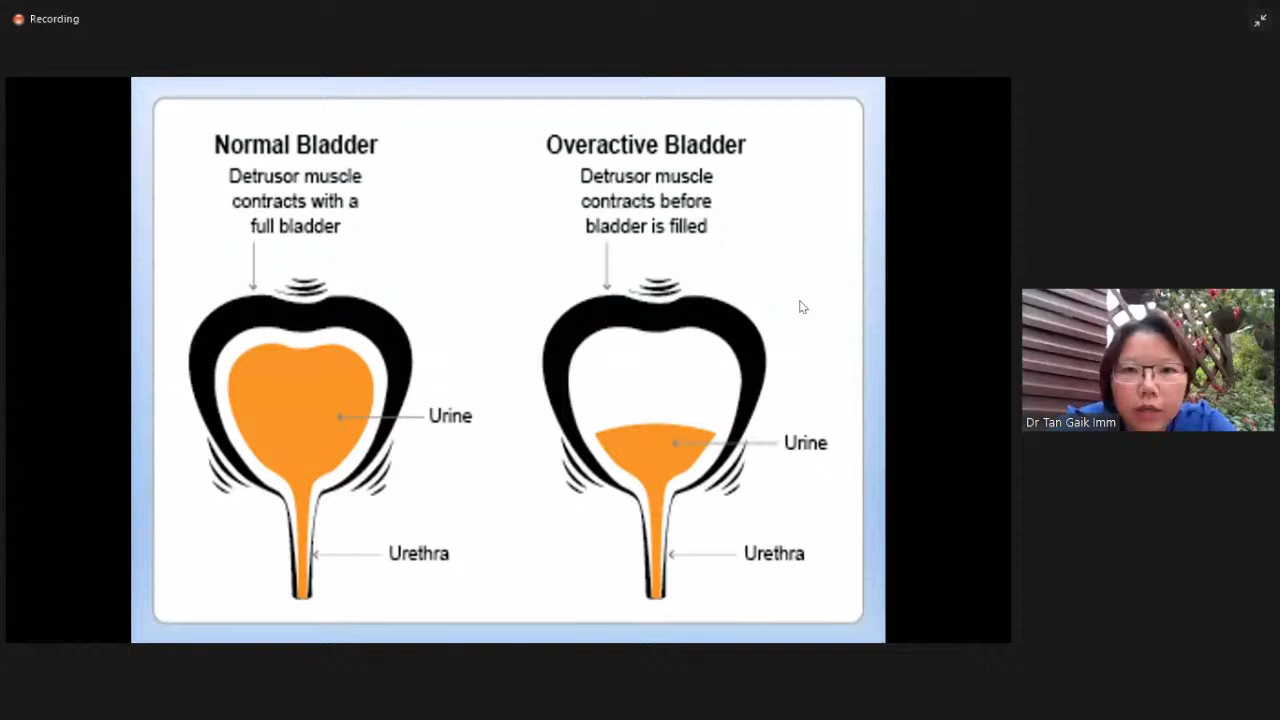 Recording
Normal Bladder
Detrusor muscle
contracts with a
full bladder
Urine
Urethra
Overactive Bladder
Detrusor muscle
contracts before
bladder is filled
Urine
Urethra
Dr Tan Gaik Imm